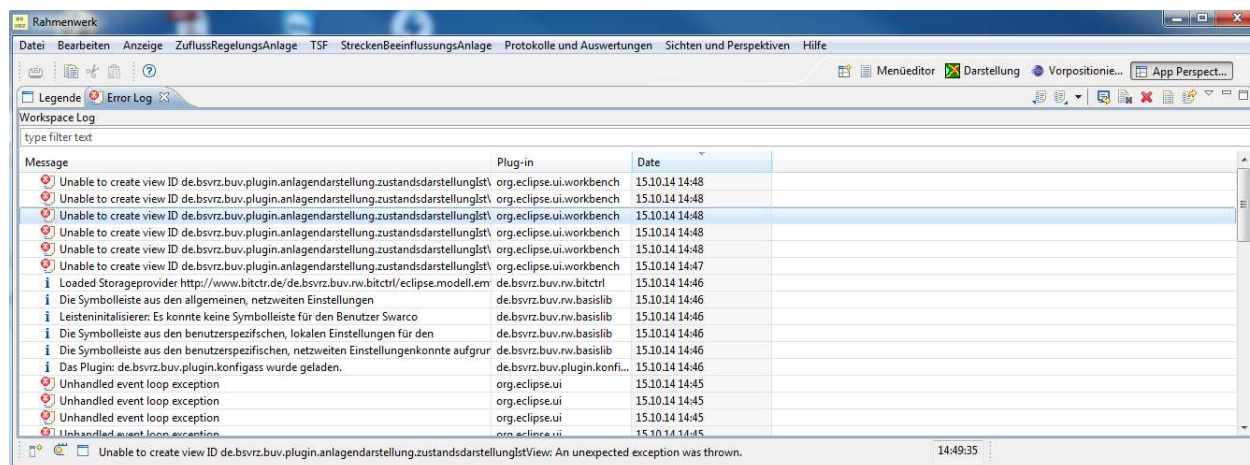 Rahmenwerk
Datei Bearbeiten Anzeige ZuflussRegelungsAnlage TSF StreckenBeeinflussungsAnlage Protokolle und Auswertungen Sichten und Perspektiven Hilfe
Menüeditor Darstellung Vorpositionie... App Perspect...
Legende Error Log
Workspace Log
type filter text
Message Plug-in Date
Unable to create view ID de.bsvrz.buv.plugin.anlagendarstellung.zustandsdarstellungIst\ org.eclipse.ui.workbench 15.10.14 14:48
Unable to create view ID de.bsvrz.buv.plugin.anlagendarstellung.zustandsdarstellungIst\ org.eclipse.ui.workbench 15.10.14 14:48
Unable to create view ID de.bsvrz.buv.plugin.anlagendarstellung.zustandsdarstellungIst\ org.eclipse.ui.workbench 15.10.14 14:48
Unable to create view ID de.bsvrz.buv.plugin.anlagendarstellung.zustandsdarstellungIst\ org.eclipse.ui.workbench 15.10.14 14:48
Unable to create view ID de.bsvrz.buv.plugin.anlagendarstellung.zustandsdarstellungIst\ org.eclipse.ui.workbench 15.10.14 14:48
Unable to create view ID de.bsvrz.buv.plugin.anlagendarstellung.zustandsdarstellungIst\ org.eclipse.ui.workbench 15.10.14 14:47
Loaded Storageprovider http://www.bitctr.de/de.bsvrz.buv.rw.bitctrl/eclipse.modell.em de.bsvrz.buv.rw.bitctrl 15.10.14 14:46
Die Symbolleiste aus den allgemeinen, netzweiten Einstellungen de.bsvrz.buv.rw.basislib 15.10.14 14:46
Leisteninitalisierer: Es konnte keine Symbolleiste für den Benutzer Swarco de.bsvrz.buv.rw.basislib 15.10.14 14:46
Die Symbolleiste aus den benutzerspezifschen, lokalen Einstellungen für den de.bsvrz.buv.rw.basislib 15.10.14 14:46
Die Symbolleiste aus den benutzerspezifischen, netzweiten Einstellungenkonnte aufgrur de.bsvrz.buv.rw.basislib 15.10.14 14:46
Das Plugin: de.bsvrz.buv.plugin.konfigass wurde geladen. de.bsvrz.buv.plugin.konfi... 15.10.14 14:46
Unhandled event loop exception org.eclipse.ui 15.10.14 14:45
Unhandled event loop exception org.eclipse.ui 15.10.14 14:45
Unhandled event loop exception org.eclipse.ui 15.10.14 14:45
Unable to create view ID de.bsvrz.buv.plugin.anlagendarstellung.zustandsdarstellungIstView: An unexpected exception was thrown. 14:49:35